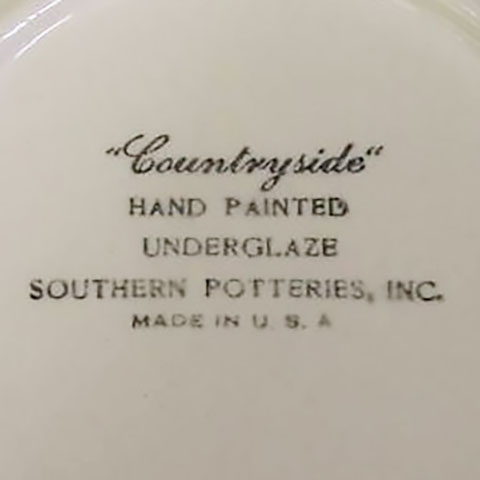 "Countryside"
HAND PAINTED
UNDERGLAZE
SOUTHERN POTTERIES, INC.
MADE IN U. S. A